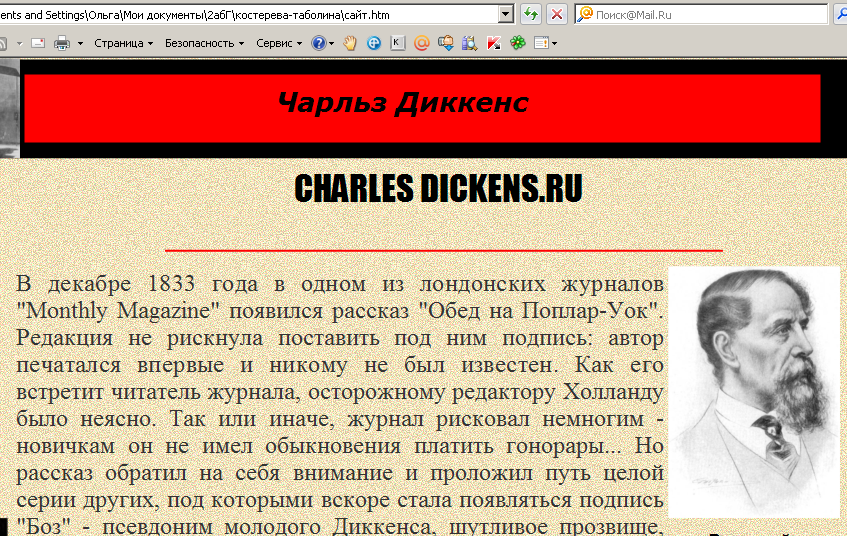 ents and Settings\Ольга\Мои документы\2абГ\костерева-таболина\сайт.htm
Поиск@Mail.Ru
Страница Безопасность Сервис
Чарльз Диккенс
CHARLES DICKENS.RU
В декабре 1833 года в одном из лондонских журналов
"Monthly Magazine" появился рассказ "Обед на Поплар-Уок".
Редакция не рискнула поставить под ним подпись: автор
печатался впервые и никому не был известен. Как его
встретит читатель журнала, осторожному редактору Холланду
было неясно. Так или иначе, журнал рисковал немногим -
новичкам он не имел обыкновения платить гонорары... Но
рассказ обратил на себя внимание и проложил путь целой
серии других, под которыми вскоре стала появляться подпись
"Боз" - псевдоним молодого Диккенса, шутливое прозвище,